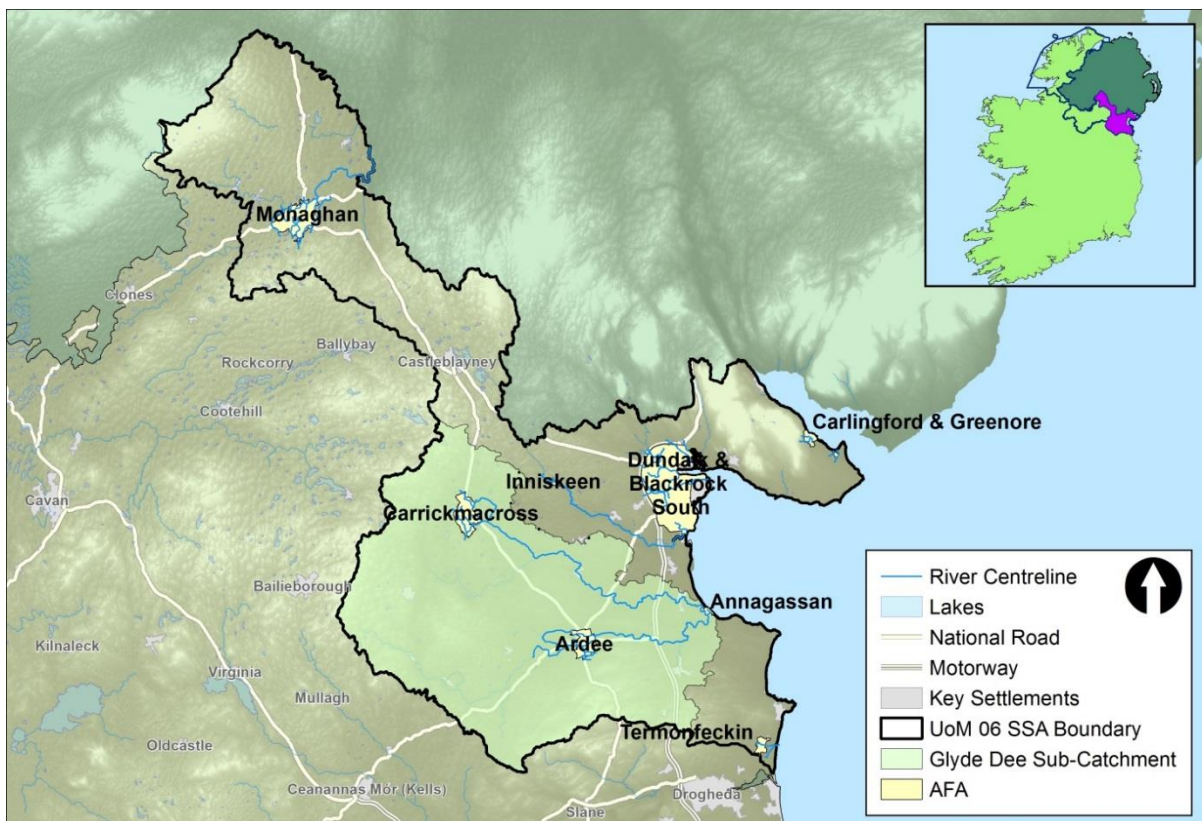 Monaghan
Clones
Ballybay
Rockcorry
Castleblayney
Cootehill
Carlingford & Greenore
Dundalk &
Blackrock
South
Inniskeen
Cavan
Carrickmacross
Bailieborough
Annagassan
Ardee
Kilnaleck
Virginia
Mullagh
Termonfeckin
Oldcastle
Ceanannas Mór (Kells)
Slane
Drogheda
River Centreline
Lakes
National Road
Motorway
Key Settlements
UoM 06 SSA Boundary
Glyde Dee Sub-Catchment
AFA